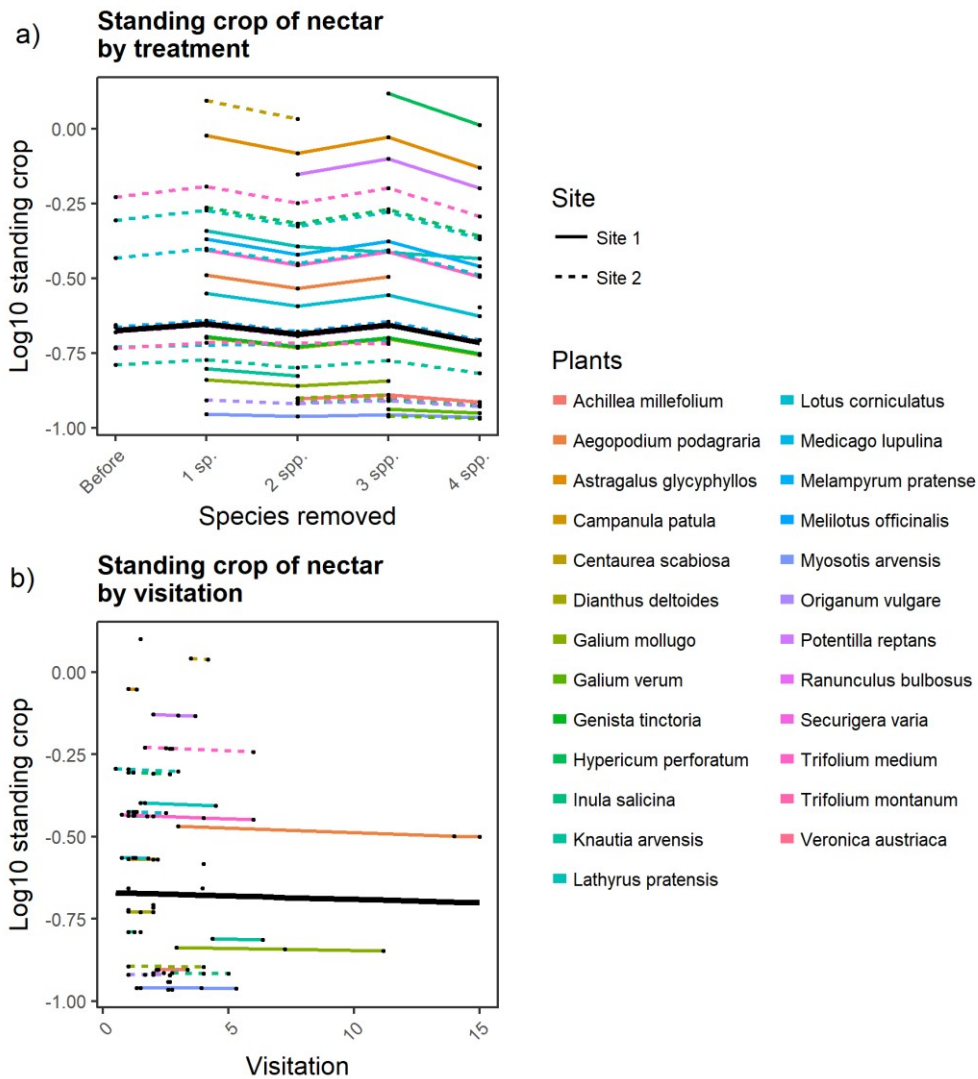 a)
Standing crop of nectar
by treatment
Log10 standing crop
0.00
-0.25
-0.50
-0.75
-1.00
Before
1 sp.
2 spp.
3 spp.
4 spp.
Species removed
b)
Standing crop of nectar
by visitation
Log10 standing crop
0.00
-0.25
-0.50
-0.75
-1.00
0
5
10
15
Visitation
Site
Site 1
Site 2
Plants
Achillea millefolium
Aegopodium podagraria
Astragalus glycyphyllos
Campanula patula
Centaurea scabiosa
Dianthus deltoides
Galium mollugo
Galium verum
Genista tinctoria
Hypericum perforatum
Inula salicina
Knautia arvensis
Lathyrus pratensis
Lotus corniculatus
Medicago lupulina
Melampyrum pratense
Melilotus officinalis
Myosotis arvensis
Origanum vulgare
Potentilla reptans
Ranunculus bulbosus
Securigera varia
Trifolium medium
Trifolium montanum
Veronica austriaca